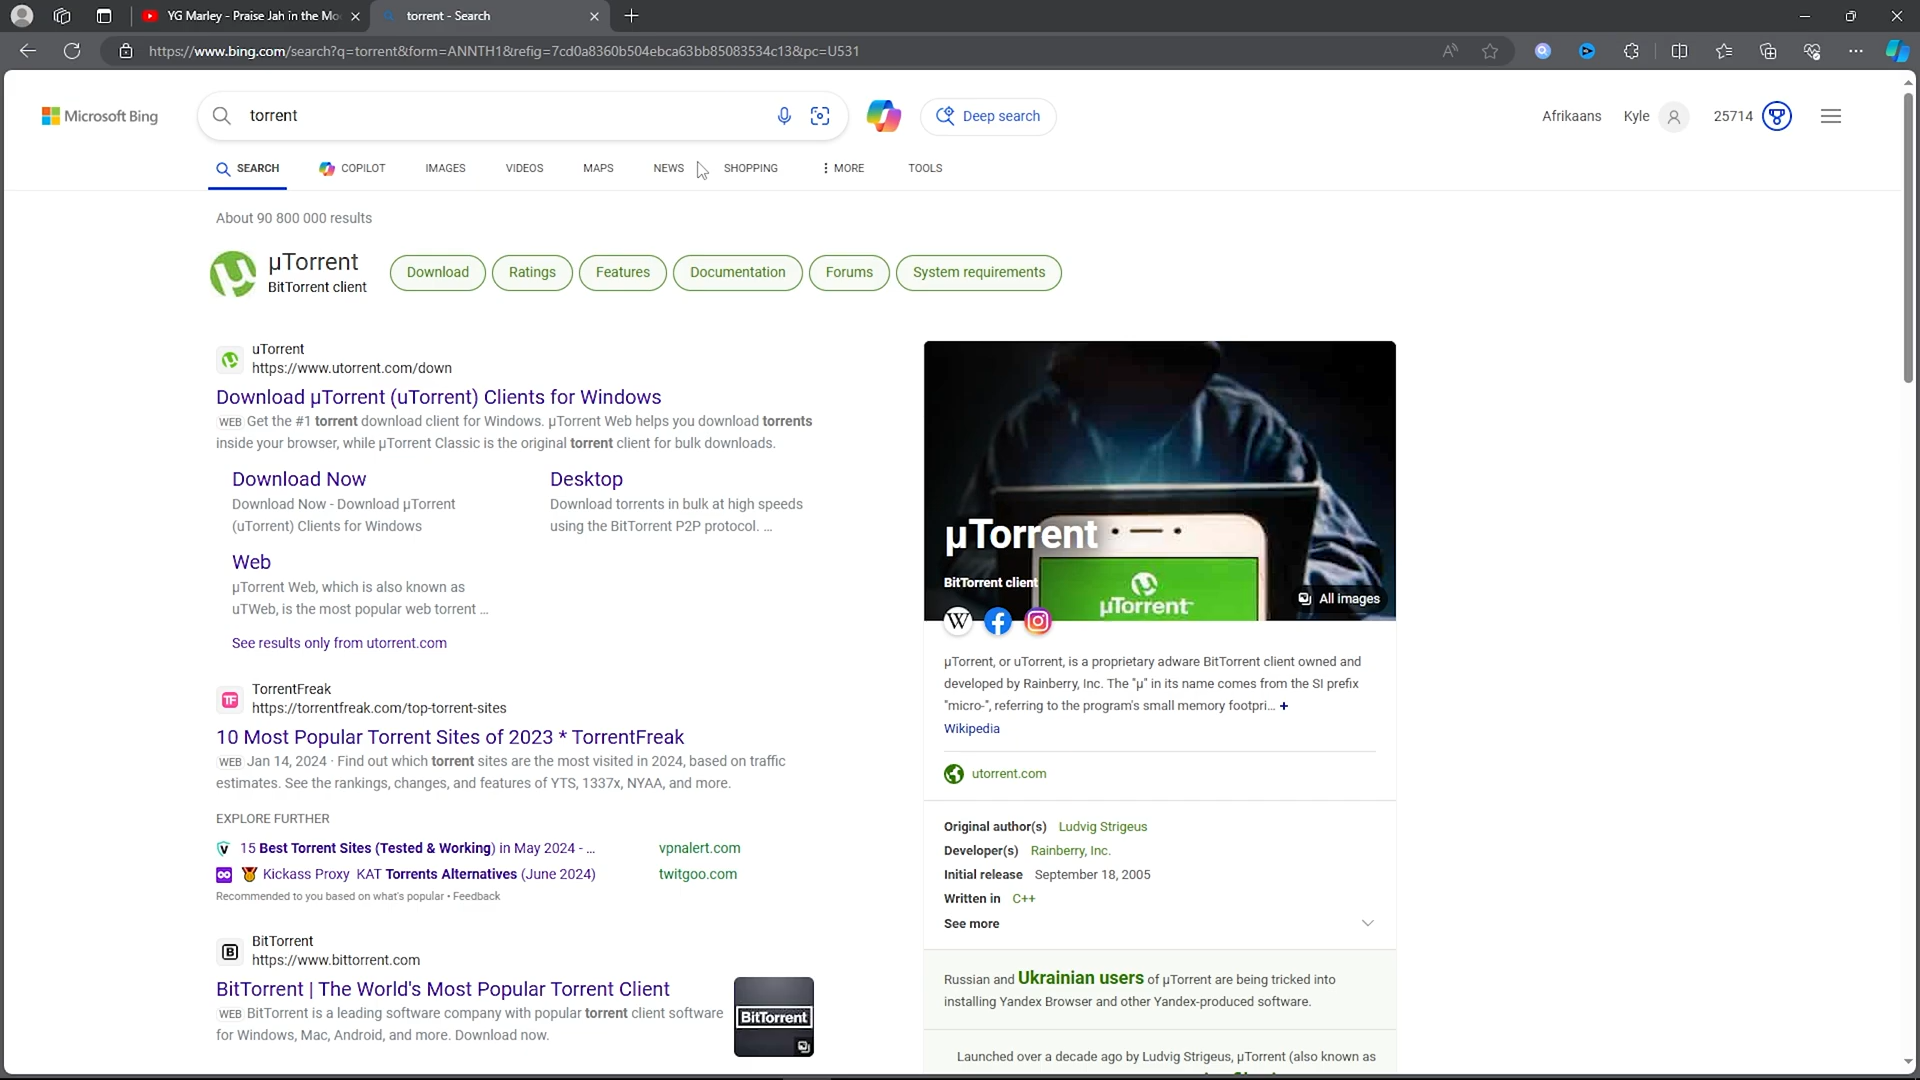 YG Marley - Praise Jah in the Mo
torrent - Search
https://www.bing.com/search?q=torrent&form=ANNTH1&refig=7cd0a8360b504ebca63bb85083534c13&pc=U531
Microsoft Bing
torrent
Deep search
Afrikaans
Kyle
25714
SEARCH
COPILOT
IMAGES
VIDEOS
MAPS
NEWS
SHOPPING
MORE
TOOLS
About 90 800 000 results
µTorrent
BitTorrent client
Download
Ratings
Features
Documentation
Forums
System requirements
uTorrent
https://www.utorrent.com/down
Download µTorrent (uTorrent) Clients for Windows
WEB Get the #1 torrent download client for Windows. µTorrent Web helps you download torrents
inside your browser, while µTorrent Classic is the original torrent client for bulk downloads.
Download Now
Download Now - Download µTorrent
(uTorrent) Clients for Windows
Desktop
Download torrents in bulk at high speeds
using the BitTorrent P2P protocol. ...
Web
µTorrent Web, which is also known as
uTWeb, is the most popular web torrent ...
See results only from utorrent.com
TorrentFreak
https://torrentfreak.com/top-torrent-sites
10 Most Popular Torrent Sites of 2023 * TorrentFreak
WEB Jan 14, 2024 · Find out which torrent sites are the most visited in 2024, based on traffic
estimates. See the rankings, changes, and features of YTS, 1337x, NYAA, and more.
EXPLORE FURTHER
15 Best Torrent Sites (Tested & Working) in May 2024 - ...
vpnalert.com
Kickass Proxy KAT Torrents Alternatives (June 2024)
twitgoo.com
Recommended to you based on what's popular • Feedback
BitTorrent
https://www.bittorrent.com
BitTorrent | The World's Most Popular Torrent Client
WEB BitTorrent is a leading software company with popular torrent client software
for Windows, Mac, Android, and more. Download now.
BitTorrent
µTorrent
BitTorrent client
µTorrent
All images
µTorrent, or uTorrent, is a proprietary adware BitTorrent client owned and
developed by Rainberry, Inc. The "µ" in its name comes from the SI prefix
"micro-", referring to the program's small memory footpri... +
Wikipedia
utorrent.com
Original author(s) Ludvig Strigeus
Developer(s) Rainberry, Inc.
Initial release September 18, 2005
Written in C++
See more
Russian and Ukrainian users of µTorrent are being tricked into
installing Yandex Browser and other Yandex-produced software.
Launched over a decade ago by Ludvig Strigeus, µTorrent (also known as